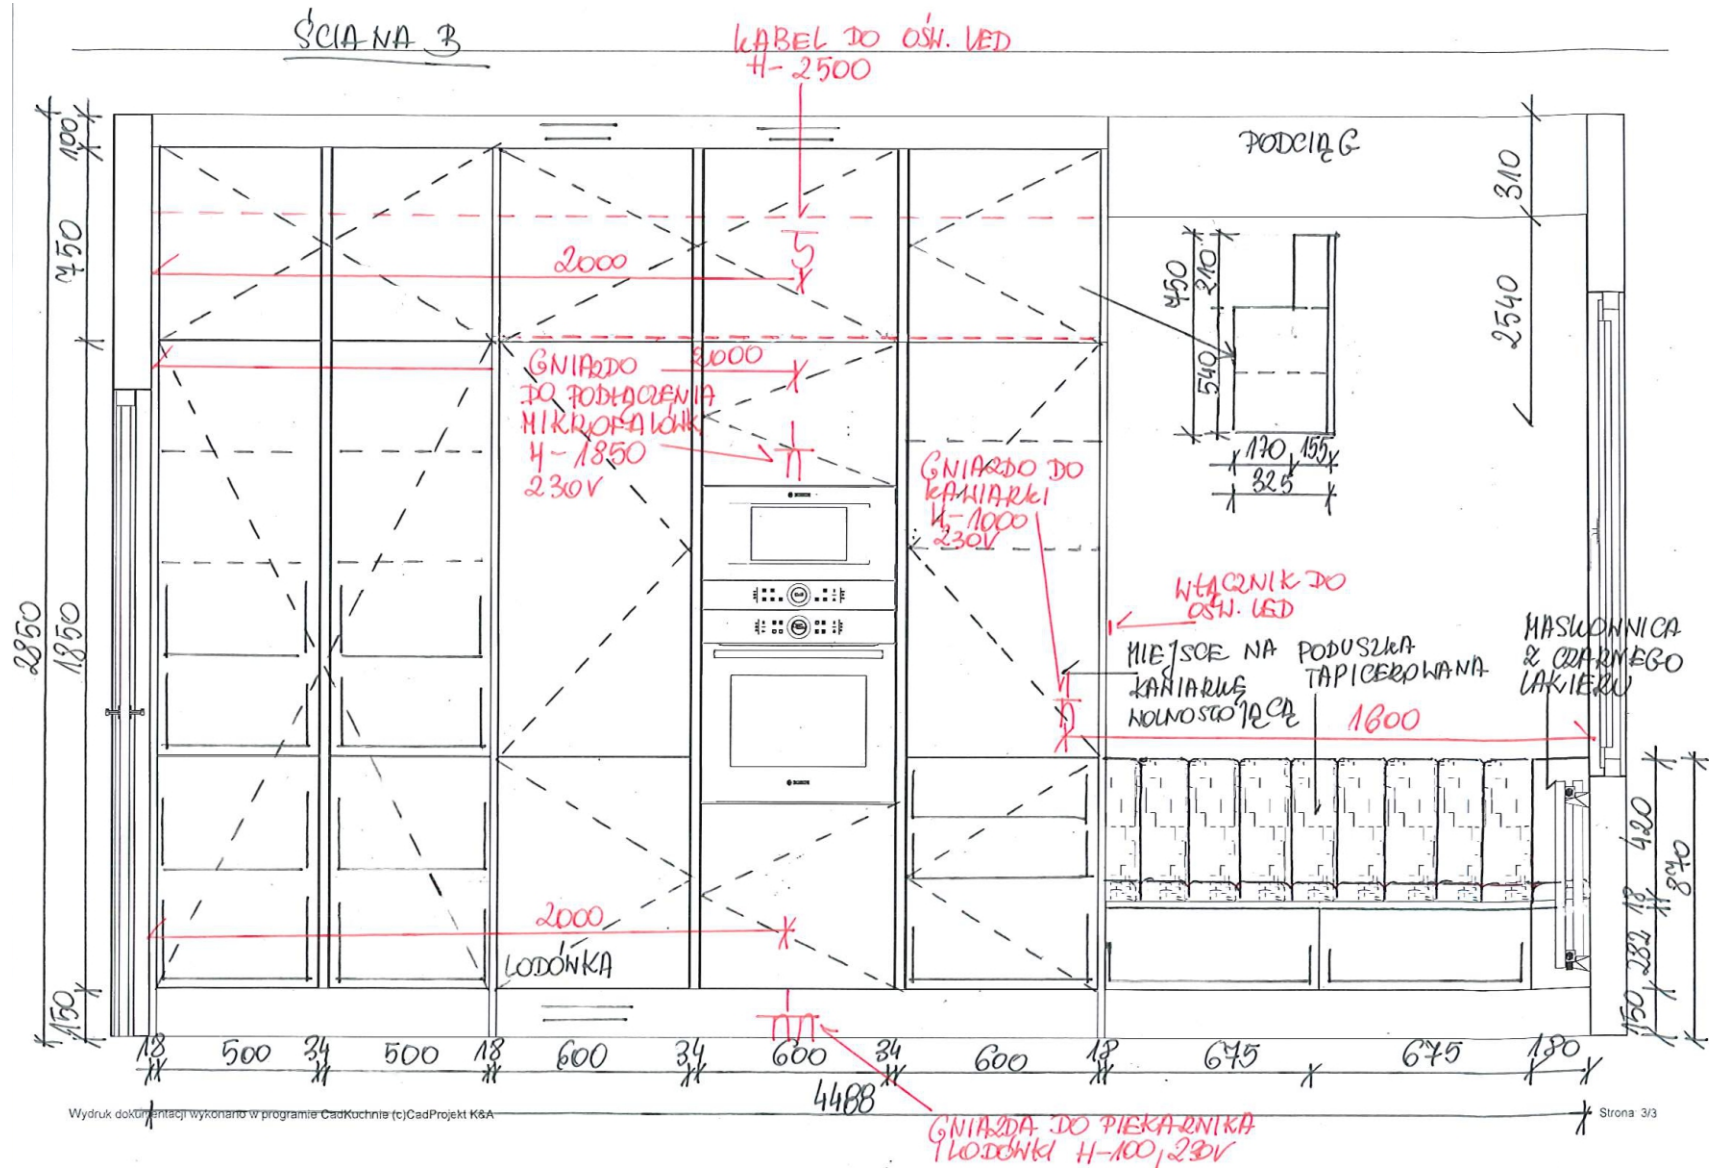 ŚCIANA B
KABEL DO OŚW. LED
H-2500
PODCIĄG
100
750
1850
150
2850
310
2540
2000
450
210
540
170
155
325
GNIAZDO
DO PODŁĄCZENIA
MIKROFALÓWKI
H-1850
230V
2000
GNIAZDO DO
KAWIARKI
H-1000
230V
BOSCH
WŁĄCZNIK DO
OŚW. LED
MIEJSCE NA
KAWIARKĘ
WOLNOSTOJĄCĄ
PODUSZKA
TAPICEROWANA
MASKOWNICA
Z CZARNEGO
LAKIERU
1600
BOSCH
420
18
282
150
870
2000
LODÓWKA
18 500 34 500 18 600 34 600 34 600 18 675 675 180
4488
GNIAZDA DO PIEKARNIKA
I LODÓWKI H-100, 230V
Wydruk dokumentacji wykonano w programie CadKuchnie (c)CadProjekt K&A
Strona: 3/3